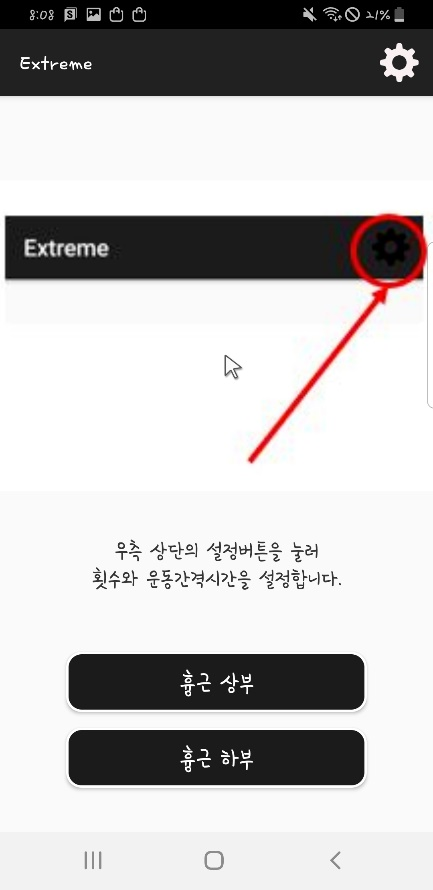 8:08
21%
Extreme
Extreme
우측 상단의 설정버튼을 눌러
횟수와 운동간격시간을 설정합니다.
흉근 상부
흉근 하부